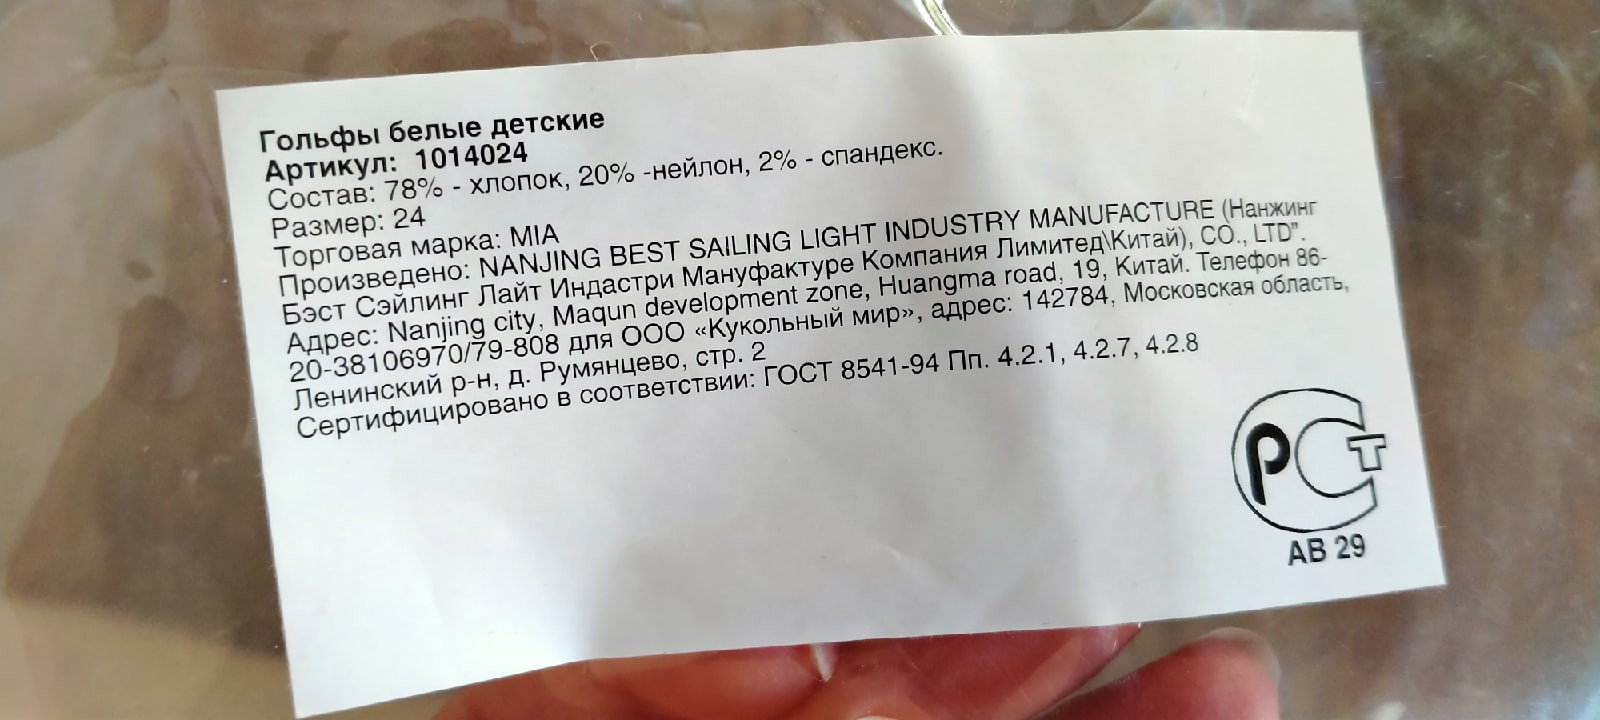 Гольфы белые детские
Артикул: 1014024
Состав: 78% - хлопок, 20% -нейлон, 2% - спандекс.
Размер: 24
Торговая марка: MIA
Произведено: NANJING BEST SAILING LIGHT INDUSTRY MANUFACTURE (Нанжинг
Бэст Сэйлинг Лайт Индастри Мануфактуре Компания Лимитед\Китай), CO., LTD".
Адрес: Nanjing city, Maqun development zone, Huangma road, 19, Китай. Телефон 86-
20-38106970/79-808 для ООО «Кукольный мир», адрес: 142784, Московская область,
Ленинский р-н, д. Румянцево, стр. 2
Сертифицировано в соответствии: ГОСТ 8541-94 Пп. 4.2.1, 4.2.7, 4.2.8
РСТ
АВ 29